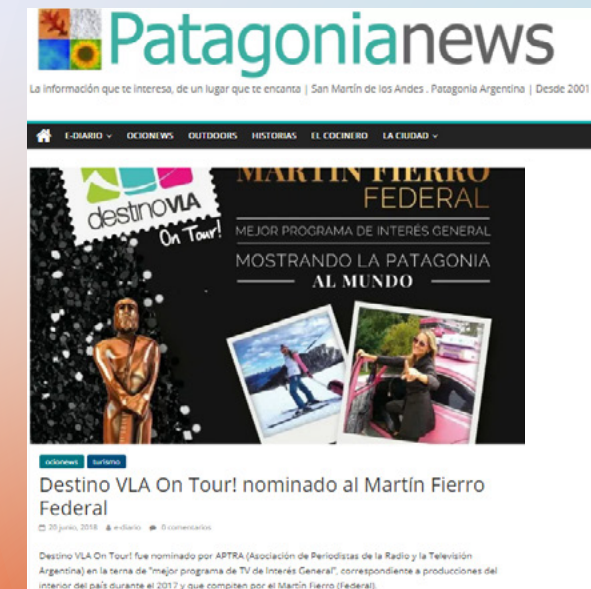 Patagonianews
La información que te interesa, de un lugar que te encanta | San Martín de los Andes . Patagonia Argentina | Desde 2001
E-DIARIO OCIONEWS OUTDOORS HISTORIAS EL COCINERO LA CIUDAD
destinoVLA
On Tour!
MARTÍN FIERRO
FEDERAL
MEJOR PROGRAMA DE INTERÉS GENERAL
MOSTRANDO LA PATAGONIA
AL MUNDO
ocionews turismo
Destino VLA On Tour! nominado al Martín Fierro
Federal
20 junio, 2018 e-diario 0 comentarios
Destino VLA On Tour! fue nominado por APTRA (Asociación de Periodistas de la Radio y la Televisión
Argentina) en la terna de "mejor programa de TV de Interés General", correspondiente a producciones del
interior del país durante el 2017 y que compiten por el Martín Fierro (Federal).